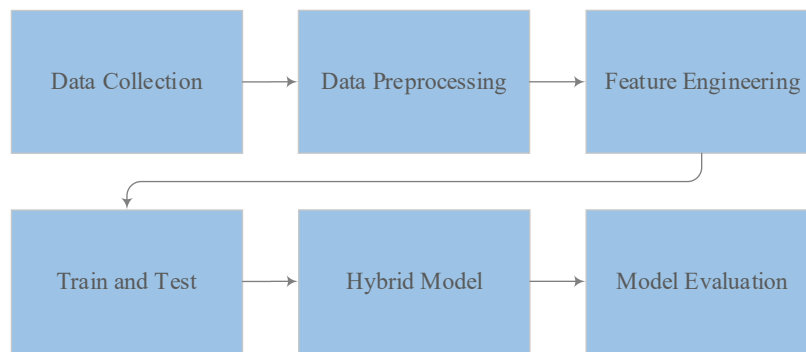 Data Collection
Data Preprocessing
Feature Engineering
Train and Test
Hybrid Model
Model Evaluation